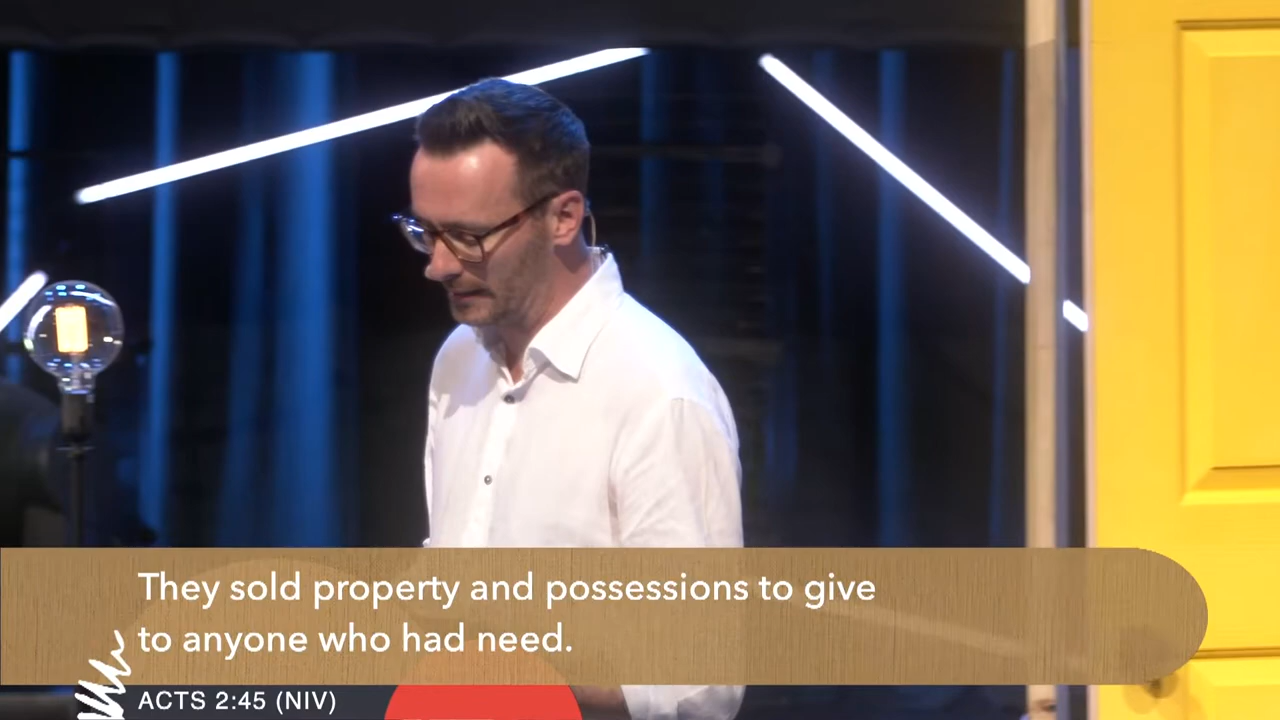 They sold property and possessions to give
to anyone who had need.
ACTS 2:45 (NIV)